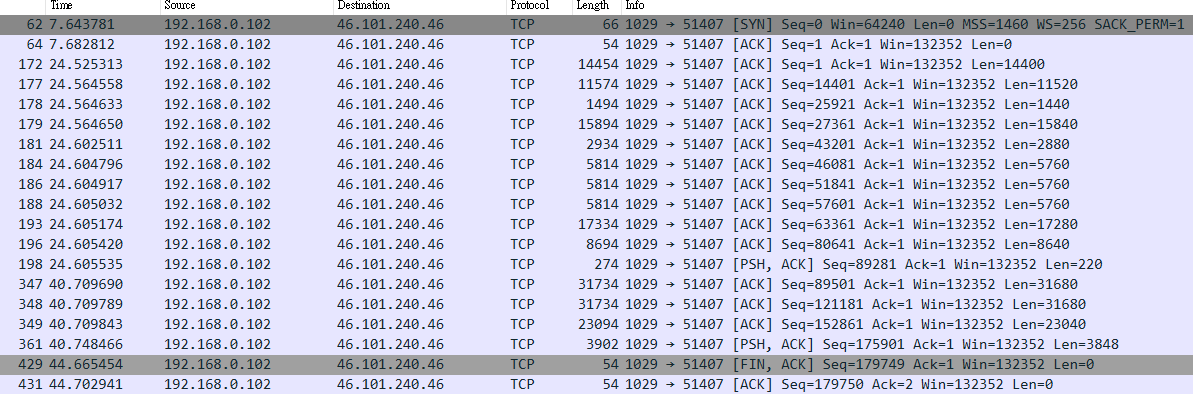 Time Source Destination Protocol Length Info
62 7.643781 192.168.0.102 46.101.240.46 TCP 66 1029 → 51407 [SYN] Seq=0 Win=64240 Len=0 MSS=1460 WS=256 SACK_PERM=1
64 7.682812 192.168.0.102 46.101.240.46 TCP 54 1029 → 51407 [ACK] Seq=1 Ack=1 Win=132352 Len=0
172 24.525313 192.168.0.102 46.101.240.46 TCP 14454 1029 → 51407 [ACK] Seq=1 Ack=1 Win=132352 Len=14400
177 24.564558 192.168.0.102 46.101.240.46 TCP 11574 1029 → 51407 [ACK] Seq=14401 Ack=1 Win=132352 Len=11520
178 24.564633 192.168.0.102 46.101.240.46 TCP 1494 1029 → 51407 [ACK] Seq=25921 Ack=1 Win=132352 Len=1440
179 24.564650 192.168.0.102 46.101.240.46 TCP 15894 1029 → 51407 [ACK] Seq=27361 Ack=1 Win=132352 Len=15840
181 24.602511 192.168.0.102 46.101.240.46 TCP 2934 1029 → 51407 [ACK] Seq=43201 Ack=1 Win=132352 Len=2880
184 24.604796 192.168.0.102 46.101.240.46 TCP 5814 1029 → 51407 [ACK] Seq=46081 Ack=1 Win=132352 Len=5760
186 24.604917 192.168.0.102 46.101.240.46 TCP 5814 1029 → 51407 [ACK] Seq=51841 Ack=1 Win=132352 Len=5760
188 24.605032 192.168.0.102 46.101.240.46 TCP 5814 1029 → 51407 [ACK] Seq=57601 Ack=1 Win=132352 Len=5760
193 24.605174 192.168.0.102 46.101.240.46 TCP 17334 1029 → 51407 [ACK] Seq=63361 Ack=1 Win=132352 Len=17280
196 24.605420 192.168.0.102 46.101.240.46 TCP 8694 1029 → 51407 [ACK] Seq=80641 Ack=1 Win=132352 Len=8640
198 24.605535 192.168.0.102 46.101.240.46 TCP 274 1029 → 51407 [PSH, ACK] Seq=89281 Ack=1 Win=132352 Len=220
347 40.709690 192.168.0.102 46.101.240.46 TCP 31734 1029 → 51407 [ACK] Seq=89501 Ack=1 Win=132352 Len=31680
348 40.709789 192.168.0.102 46.101.240.46 TCP 31734 1029 → 51407 [ACK] Seq=121181 Ack=1 Win=132352 Len=31680
349 40.709843 192.168.0.102 46.101.240.46 TCP 23094 1029 → 51407 [ACK] Seq=152861 Ack=1 Win=132352 Len=23040
361 40.748466 192.168.0.102 46.101.240.46 TCP 3902 1029 → 51407 [PSH, ACK] Seq=175901 Ack=1 Win=132352 Len=3848
429 44.665454 192.168.0.102 46.101.240.46 TCP 54 1029 → 51407 [FIN, ACK] Seq=179749 Ack=1 Win=132352 Len=0
431 44.702941 192.168.0.102 46.101.240.46 TCP 54 1029 → 51407 [ACK] Seq=179750 Ack=2 Win=132352 Len=0